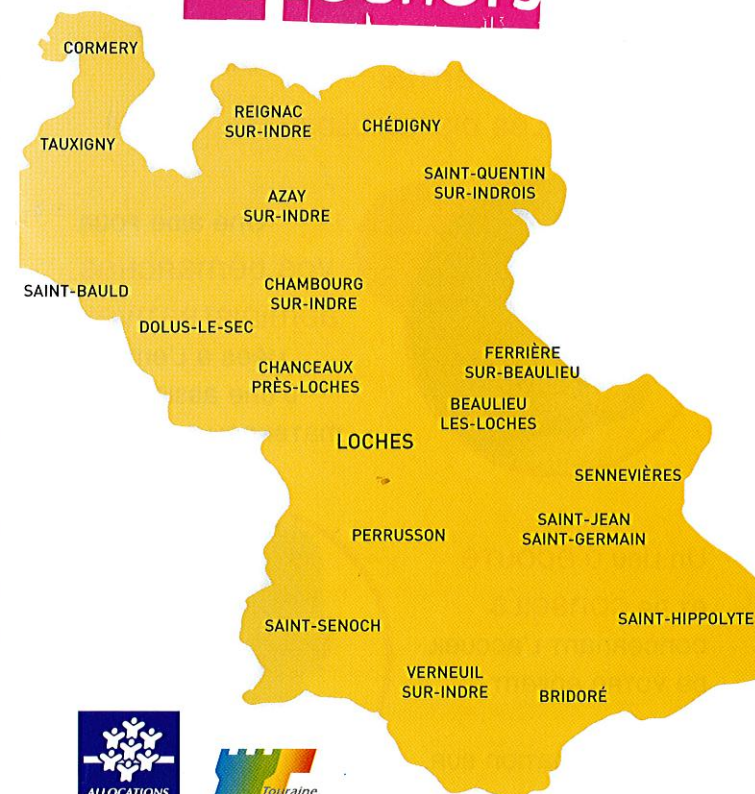 CORMERY
REIGNAC
SUR-INDRE
CHÉDIGNY
TAUXIGNY
SAINT-QUENTIN
SUR-INDROIS
AZAY
SUR-INDRE
SAINT-BAULD
CHAMBOURG
SUR-INDRE
DOLUS-LE-SEC
FERRIÈRE
SUR-BEAULIEU
CHANCEAUX
PRÈS-LOCHES
BEAULIEU
LES-LOCHES
LOCHES
SENNEVIÈRES
SAINT-JEAN
SAINT-GERMAIN
PERRUSSON
SAINT-HIPPOLYTE
SAINT-SENOCH
VERNEUIL
SUR-INDRE
BRIDORÉ
ALLOCATIONS
Touraine